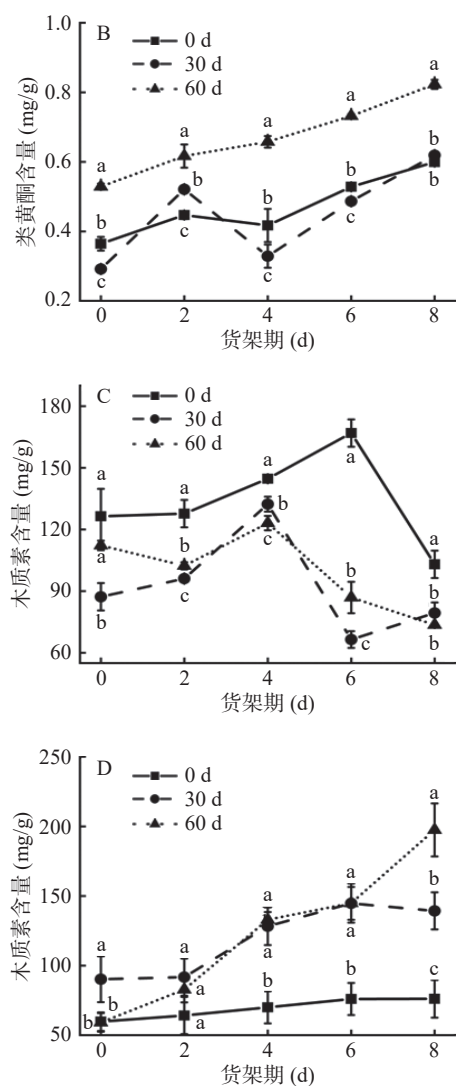 B
0 d
30 d
60 d
1.0
0.8
0.6
0.4
0.2
类黄酮含量 (mg/g)
a a a a a
b b b b b
c c c c b
0 2 4 6 8
货架期 (d)
C
0 d
30 d
60 d
180
150
120
90
60
木质素含量 (mg/g)
a a a a a
a b b b b
b c c c b
0 2 4 6 8
货架期 (d)
D
0 d
30 d
60 d
250
200
150
100
50
木质素含量 (mg/g)
a a a a a
b a a a b
b a b b c
0 2 4 6 8
货架期 (d)